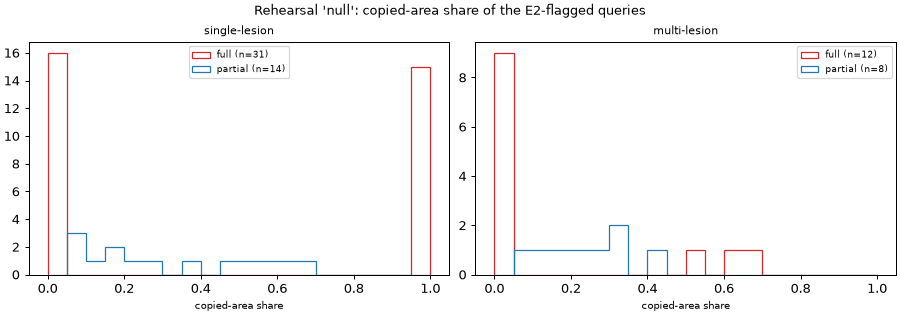 Rehearsal 'null': copied-area share of the E2-flagged queries
single-lesion
full (n=31)
partial (n=14)
16
14
12
10
8
6
4
2
0
0.0 0.2 0.4 0.6 0.8 1.0
copied-area share
multi-lesion
full (n=12)
partial (n=8)
8
6
4
2
0
0.0 0.2 0.4 0.6 0.8 1.0
copied-area share